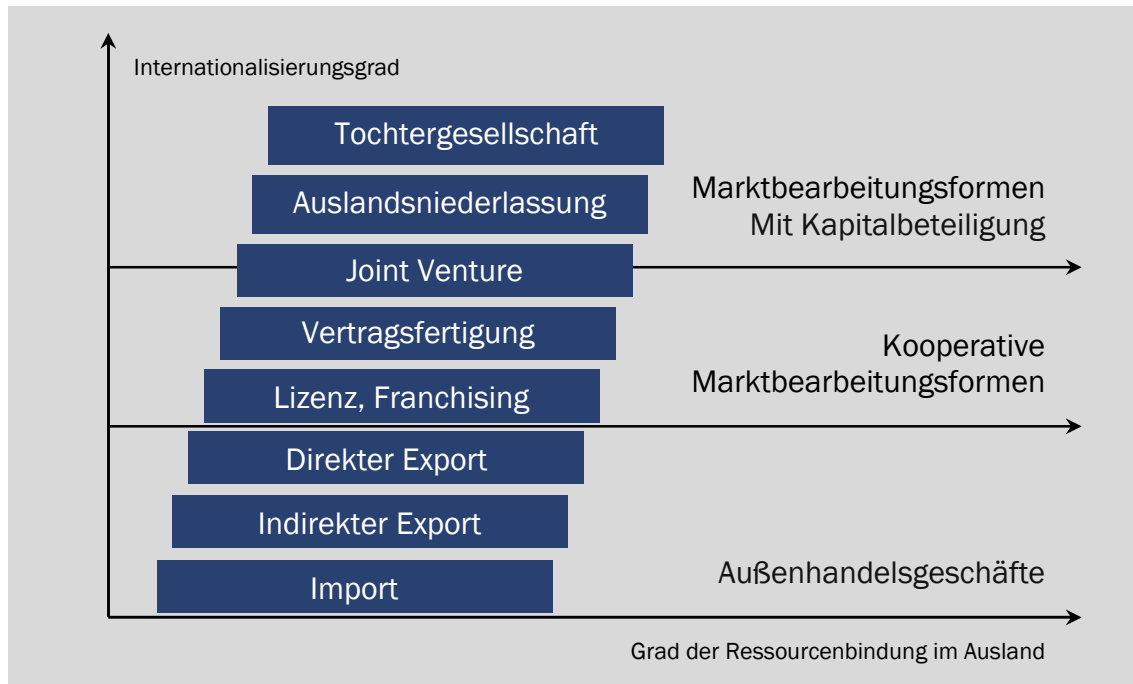 Internationalisierungsgrad
Tochtergesellschaft
Auslandsniederlassung
Marktbearbeitungsformen
Mit Kapitalbeteiligung
Joint Venture
Vertragsfertigung
Kooperative
Marktbearbeitungsformen
Lizenz, Franchising
Direkter Export
Indirekter Export
Außenhandelsgeschäfte
Import
Grad der Ressourcenbindung im Ausland